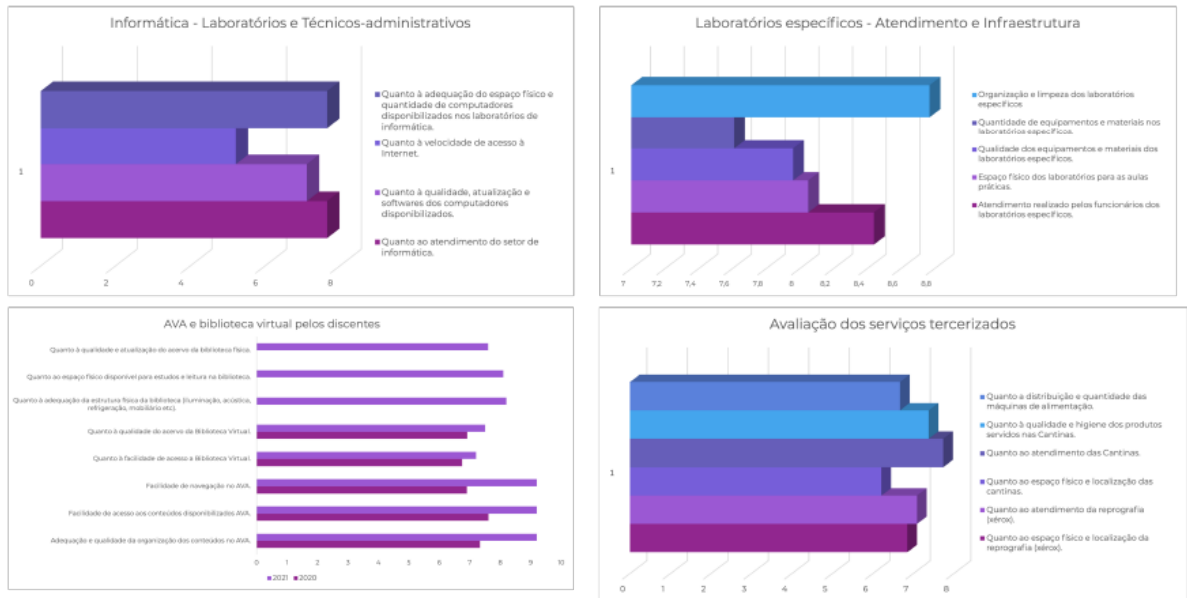 Informática - Laboratórios e Técnicos-administrativos
Quanto à adequação do espaço físico e
quantidade de computadores
disponibilizados nos laboratórios de
informática.
Quanto à velocidade de acesso à
Internet.
1
Quanto à qualidade, atualização e
softwares dos computadores
disponibilizados.
Quanto ao atendimento do setor de
informática.
0 2 4 6 8
Laboratórios específicos - Atendimento e Infraestrutura
Organização e limpeza dos laboratórios
específicos
Quantidade de equipamentos e materiais nos
laboratórios específicos.
Qualidade dos equipamentos e materiais dos
laboratórios específicos.
1
Espaço físico dos laboratórios para as aulas
práticas.
Atendimento realizado pelos funcionários dos
laboratórios específicos.
7 7,2 7,4 7,6 7,8 8 8,2 8,4 8,6 8,8
AVA e biblioteca virtual pelos discentes
Quanto à qualidade e atualização do acervo da biblioteca física.
Quanto ao espaço físico disponível para estudos e leitura na biblioteca.
Quanto à adequação da estrutura física da biblioteca (iluminação, acústica,
refrigeração, mobiliário etc).
Quanto à qualidade do acervo da Biblioteca Virtual.
Quanto à facilidade de acesso a Biblioteca Virtual.
Facilidade de navegação no AVA.
Facilidade de acesso aos conteúdos disponibilizados AVA.
Adequação e qualidade da organização dos conteúdos no AVA.
0 1 2 3 4 5 6 7 8 9 10
2021 2020
Avaliação dos serviços tercerizados
Quanto a distribuição e quantidade das
máquinas de alimentação.
Quanto à qualidade e higiene dos produtos
servidos nas Cantinas.
Quanto ao atendimento das Cantinas.
1
Quanto ao espaço físico e localização das
cantinas.
Quanto ao atendimento da reprografia
(xérox).
Quanto ao espaço físico e localização da
reprografia (xérox).
0 1 2 3 4 5 6 7 8